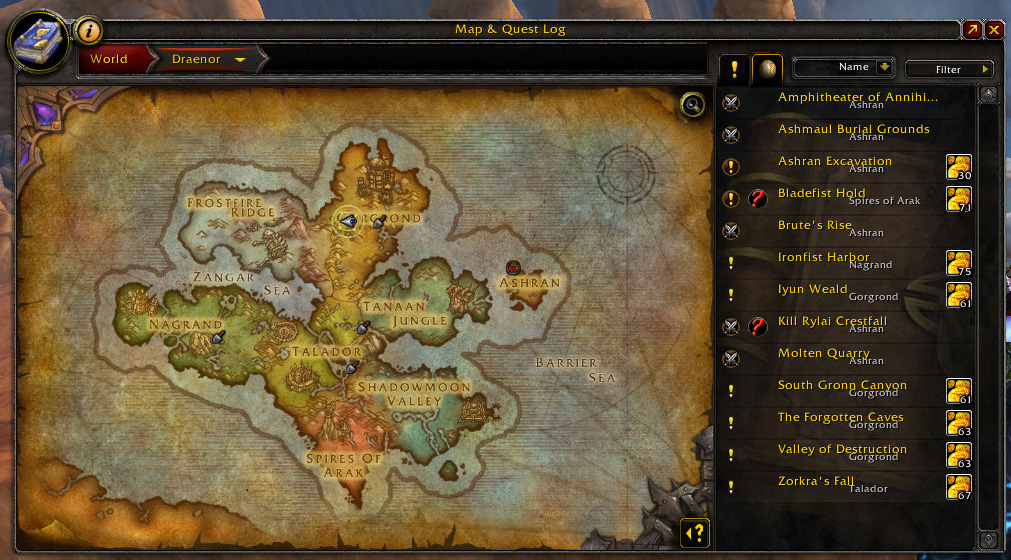 Map & Quest Log
World
Draenor
Name
Filter
FROSTFIRE
RIDGE
GORGROND
ZANGAR
SEA
ASHRAN
TANAAN
JUNGLE
NAGRAND
TALADOR
BARRIER
SEA
SHADOWMOON
VALLEY
SPIRES OF
ARAK
Amphitheater of Annihi...
Ashran
Ashmaul Burial Grounds
Ashran
Ashran Excavation
Ashran
30
Bladefist Hold
Spires of Arak
71
Brute's Rise
Ashran
Ironfist Harbor
Nagrand
75
Iyun Weald
Gorgrond
61
Kill Rylai Crestfall
Ashran
Molten Quarry
Ashran
South Gronn Canyon
Gorgrond
61
The Forgotten Caves
Gorgrond
63
Valley of Destruction
Gorgrond
63
Zorkra's Fall
Talador
67